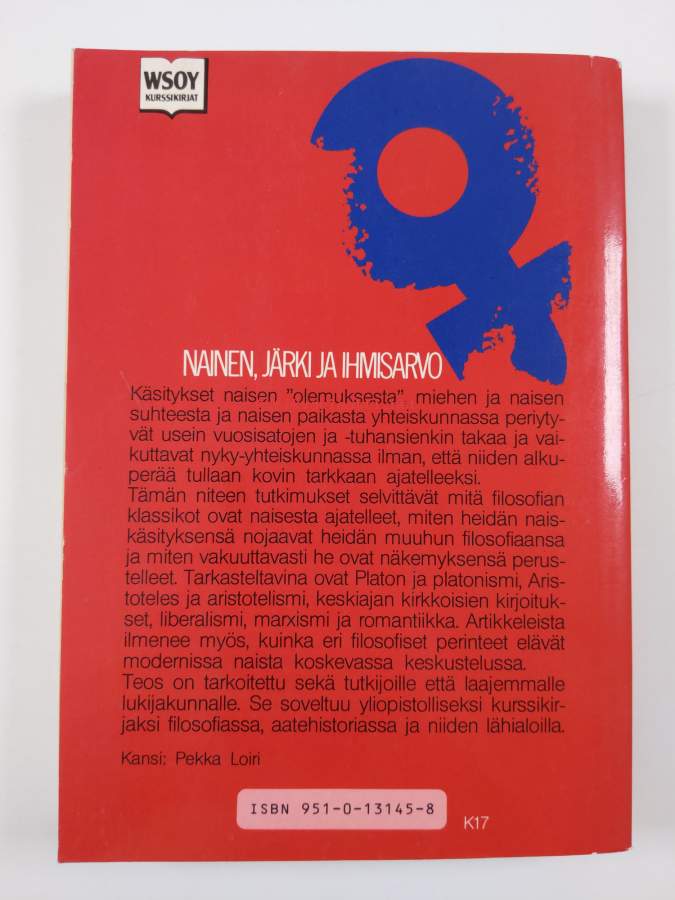 WSOY
KURSSIKIRJAT
NAINEN, JÄRKI JA IHMISARVO
Käsitykset naisen ”olemuksesta”, miehen ja naisen
suhteesta ja naisen paikasta yhteiskunnassa periyty-
vät usein vuosisatojen ja -tuhansienkin takaa ja vai-
kuttavat nyky-yhteiskunnassa ilman, että niiden alku-
perää tullaan kovin tarkkaan ajatelleeksi.
Tämän niteen tutkimukset selvittävät mitä filosofian
klassikot ovat naisesta ajatelleet, miten heidän nais-
käsityksensä nojaavat heidän muuhun filosofiaansa
ja miten vakuuttavasti he ovat näkemyksensä perus-
telleet. Tarkasteltavina ovat Platon ja platonismi, Aris-
toteles ja aristotelismi, keskiajan kirkkoisien kirjoituk-
set, liberalismi, marxismi ja romantiikka. Artikkeleista
ilmenee myös, kuinka eri filosofiset perinteet elävät
modernissa naista koskevassa keskustelussa.
Teos on tarkoitettu sekä tutkijoille että laajemmalle
lukijakunnalle. Se soveltuu yliopistolliseksi kurssikir-
jaksi filosofiassa, aatehistoriassa ja niiden lähialoilla.
Kansi: Pekka Loiri
ISBN 951-0-13145-8
K17